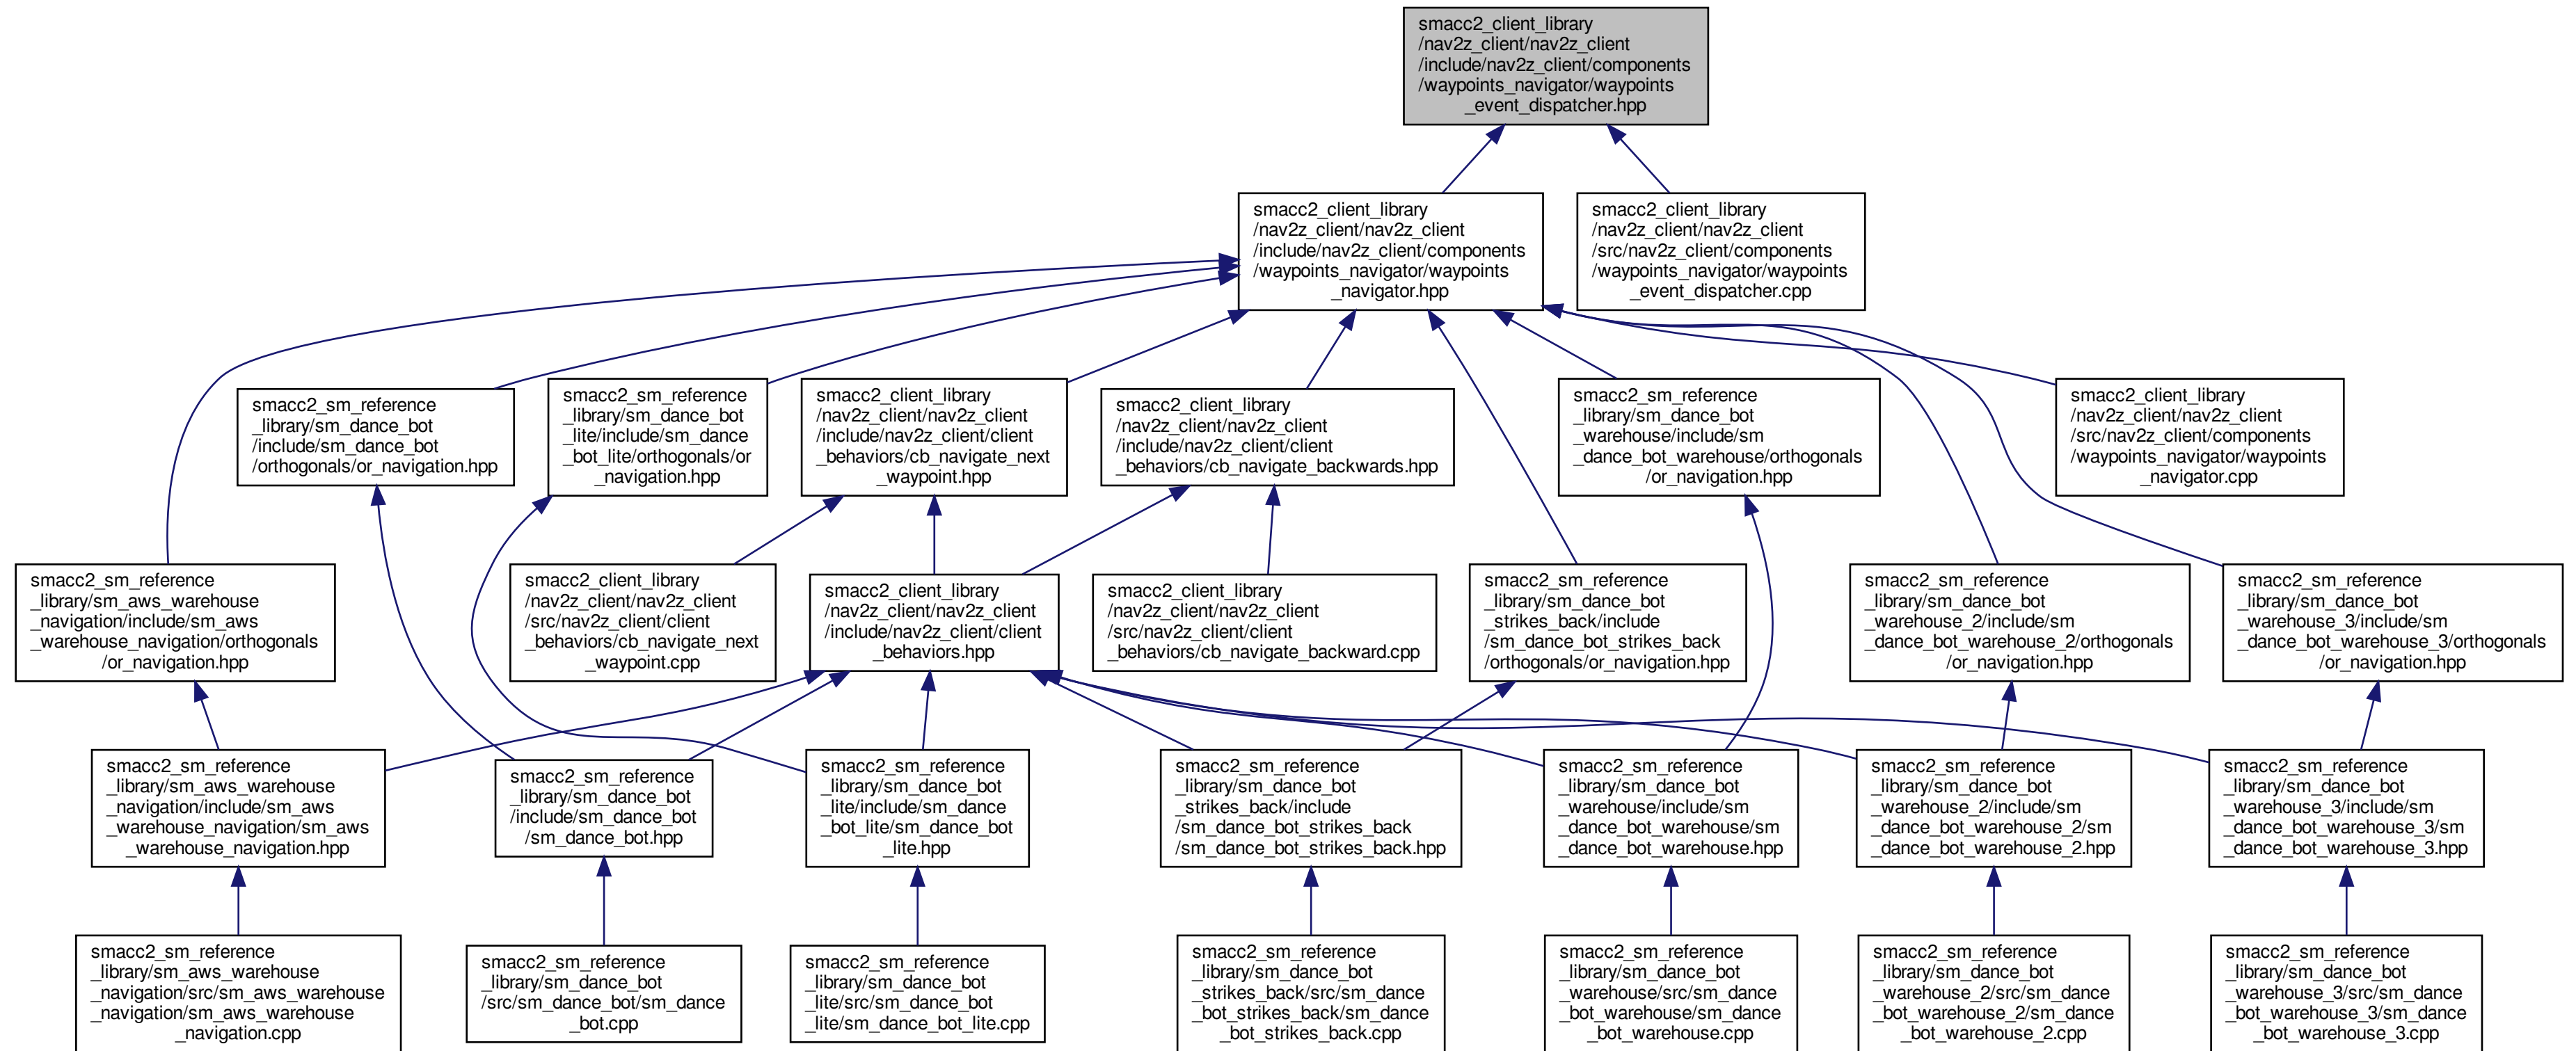 smacc2_client_library
/nav2z_client/nav2z_client
/include/nav2z_client/components
/waypoints_navigator/waypoints
_event_dispatcher.hpp
smacc2_client_library
/nav2z_client/nav2z_client
/include/nav2z_client/components
/waypoints_navigator/waypoints
_navigator.hpp
smacc2_client_library
/nav2z_client/nav2z_client
/src/nav2z_client/components
/waypoints_navigator/waypoints
_event_dispatcher.cpp
smacc2_sm_reference
_library/sm_dance_bot
/include/sm_dance_bot
/orthogonals/or_navigation.hpp
smacc2_sm_reference
_library/sm_dance_bot
_lite/include/sm_dance
_bot_lite/orthogonals/or
_navigation.hpp
smacc2_client_library
/nav2z_client/nav2z_client
/include/nav2z_client/client
_behaviors/cb_navigate_next
_waypoint.hpp
smacc2_client_library
/nav2z_client/nav2z_client
/include/nav2z_client/client
_behaviors/cb_navigate_backwards.hpp
smacc2_sm_reference
_library/sm_dance_bot
_warehouse/include/sm
_dance_bot_warehouse/orthogonals
/or_navigation.hpp
smacc2_client_library
/nav2z_client/nav2z_client
/src/nav2z_client/components
/waypoints_navigator/waypoints
_navigator.cpp
smacc2_sm_reference
_library/sm_aws_warehouse
_navigation/include/sm_aws
_warehouse_navigation/orthogonals
/or_navigation.hpp
smacc2_client_library
/nav2z_client/nav2z_client
/src/nav2z_client/client
_behaviors/cb_navigate_next
_waypoint.cpp
smacc2_client_library
/nav2z_client/nav2z_client
/include/nav2z_client/client
_behaviors.hpp
smacc2_client_library
/nav2z_client/nav2z_client
/src/nav2z_client/client
_behaviors/cb_navigate_backward.cpp
smacc2_sm_reference
_library/sm_dance_bot
_strikes_back/include
/sm_dance_bot_strikes_back
/orthogonals/or_navigation.hpp
smacc2_sm_reference
_library/sm_dance_bot
_warehouse_2/include/sm
_dance_bot_warehouse_2/orthogonals
/or_navigation.hpp
smacc2_sm_reference
_library/sm_dance_bot
_warehouse_3/include/sm
_dance_bot_warehouse_3/orthogonals
/or_navigation.hpp
smacc2_sm_reference
_library/sm_aws_warehouse
_navigation/include/sm_aws
_warehouse_navigation/sm_aws
_warehouse_navigation.hpp
smacc2_sm_reference
_library/sm_dance_bot
/include/sm_dance_bot
/sm_dance_bot.hpp
smacc2_sm_reference
_library/sm_dance_bot
_lite/include/sm_dance
_bot_lite/sm_dance_bot
_lite.hpp
smacc2_sm_reference
_library/sm_dance_bot
_strikes_back/include
/sm_dance_bot_strikes_back
/sm_dance_bot_strikes_back.hpp
smacc2_sm_reference
_library/sm_dance_bot
_warehouse/include/sm
_dance_bot_warehouse/sm
_dance_bot_warehouse.hpp
smacc2_sm_reference
_library/sm_dance_bot
_warehouse_2/include/sm
_dance_bot_warehouse_2/sm
_dance_bot_warehouse_2.hpp
smacc2_sm_reference
_library/sm_dance_bot
_warehouse_3/include/sm
_dance_bot_warehouse_3/sm
_dance_bot_warehouse_3.hpp
smacc2_sm_reference
_library/sm_aws_warehouse
_navigation/src/sm_aws_warehouse
_navigation/sm_aws_warehouse
_navigation.cpp
smacc2_sm_reference
_library/sm_dance_bot
/src/sm_dance_bot/sm_dance
_bot.cpp
smacc2_sm_reference
_library/sm_dance_bot
_lite/src/sm_dance_bot
_lite/sm_dance_bot_lite.cpp
smacc2_sm_reference
_library/sm_dance_bot
_strikes_back/src/sm_dance
_bot_strikes_back/sm_dance
_bot_strikes_back.cpp
smacc2_sm_reference
_library/sm_dance_bot
_warehouse/src/sm_dance
_bot_warehouse/sm_dance
_bot_warehouse.cpp
smacc2_sm_reference
_library/sm_dance_bot
_warehouse_2/src/sm_dance
_bot_warehouse_2/sm_dance
_bot_warehouse_2.cpp
smacc2_sm_reference
_library/sm_dance_bot
_warehouse_3/src/sm_dance
_bot_warehouse_3/sm_dance
_bot_warehouse_3.cpp